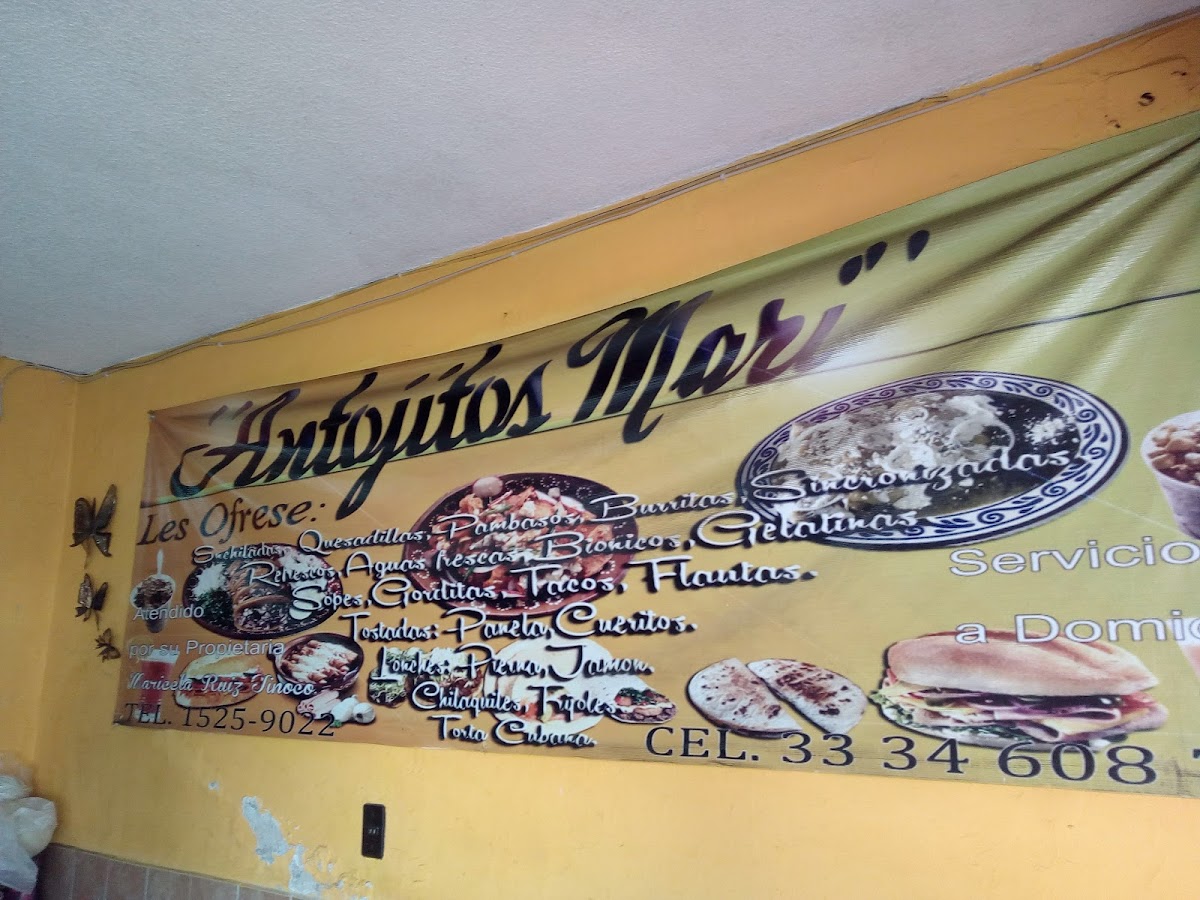 "Antojitos Mari"
Les Ofrese:
Enchiladas, Quesadillas, Pambasos, Burritas, Sincronizadas,
Refrescos, Aguas frescas, Bionicos, Gelatinas,
Sopes, Gorditas, Tacos, Flautas.
Tostadas: Panela, Cueritos.
Lonches: Pierna, Jamon.
Chilaquiles, Frijoles,
Torta Cubana.
Atendido
por su Propietaria
Maricela Ruiz Tinoco
TEL. 1525-9022
Servicio
a Domic
CEL. 33 34 608